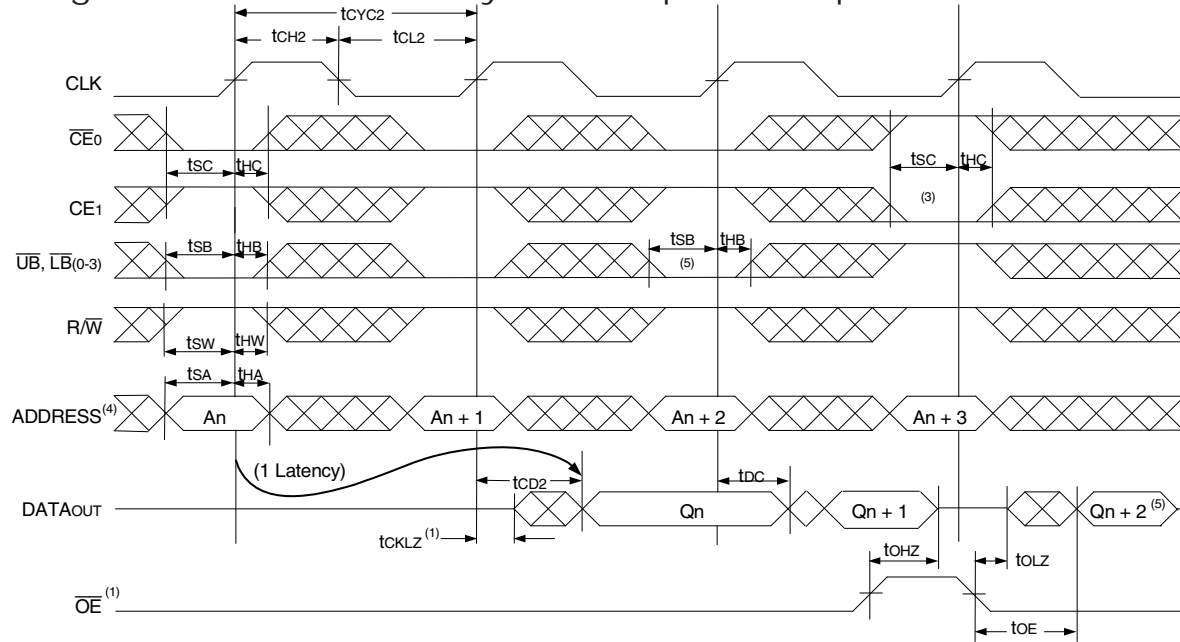 tCYC2
tCH2 tCL2
CLK
CE0
tSC tHC tSC tHC
(3)
CE1
tSB tHB tSB tHB
UB, LB(0-3)
(5)
R/W
tSW tHW
tSA tHA
ADDRESS(4) An An + 1 An + 2 An + 3
(1 Latency)
tCD2 tDC
DATAOUT Qn Qn + 1 Qn + 2 (5)
tCKLZ (1)
tOHZ tOLZ
OE (1)
tOE